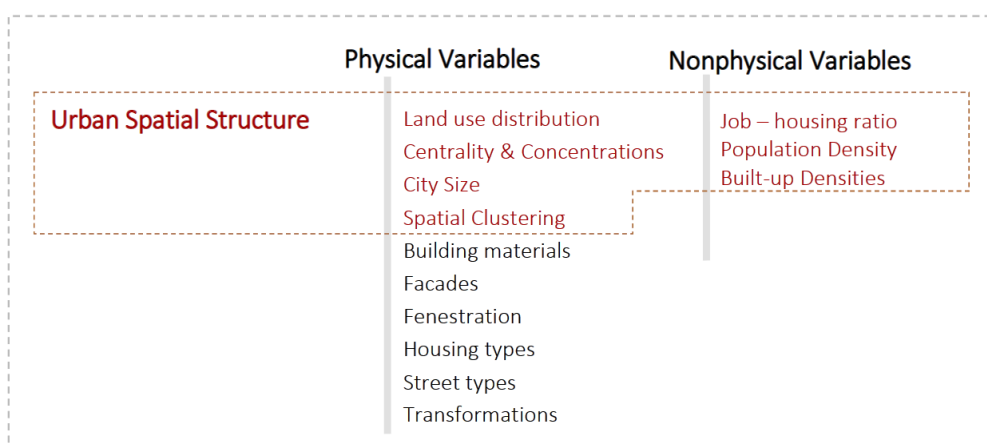 Physical Variables
Nonphysical Variables
Urban Spatial Structure
Land use distribution
Centrality & Concentrations
City Size
Spatial Clustering
Building materials
Facades
Fenestration
Housing types
Street types
Transformations
Job – housing ratio
Population Density
Built-up Densities